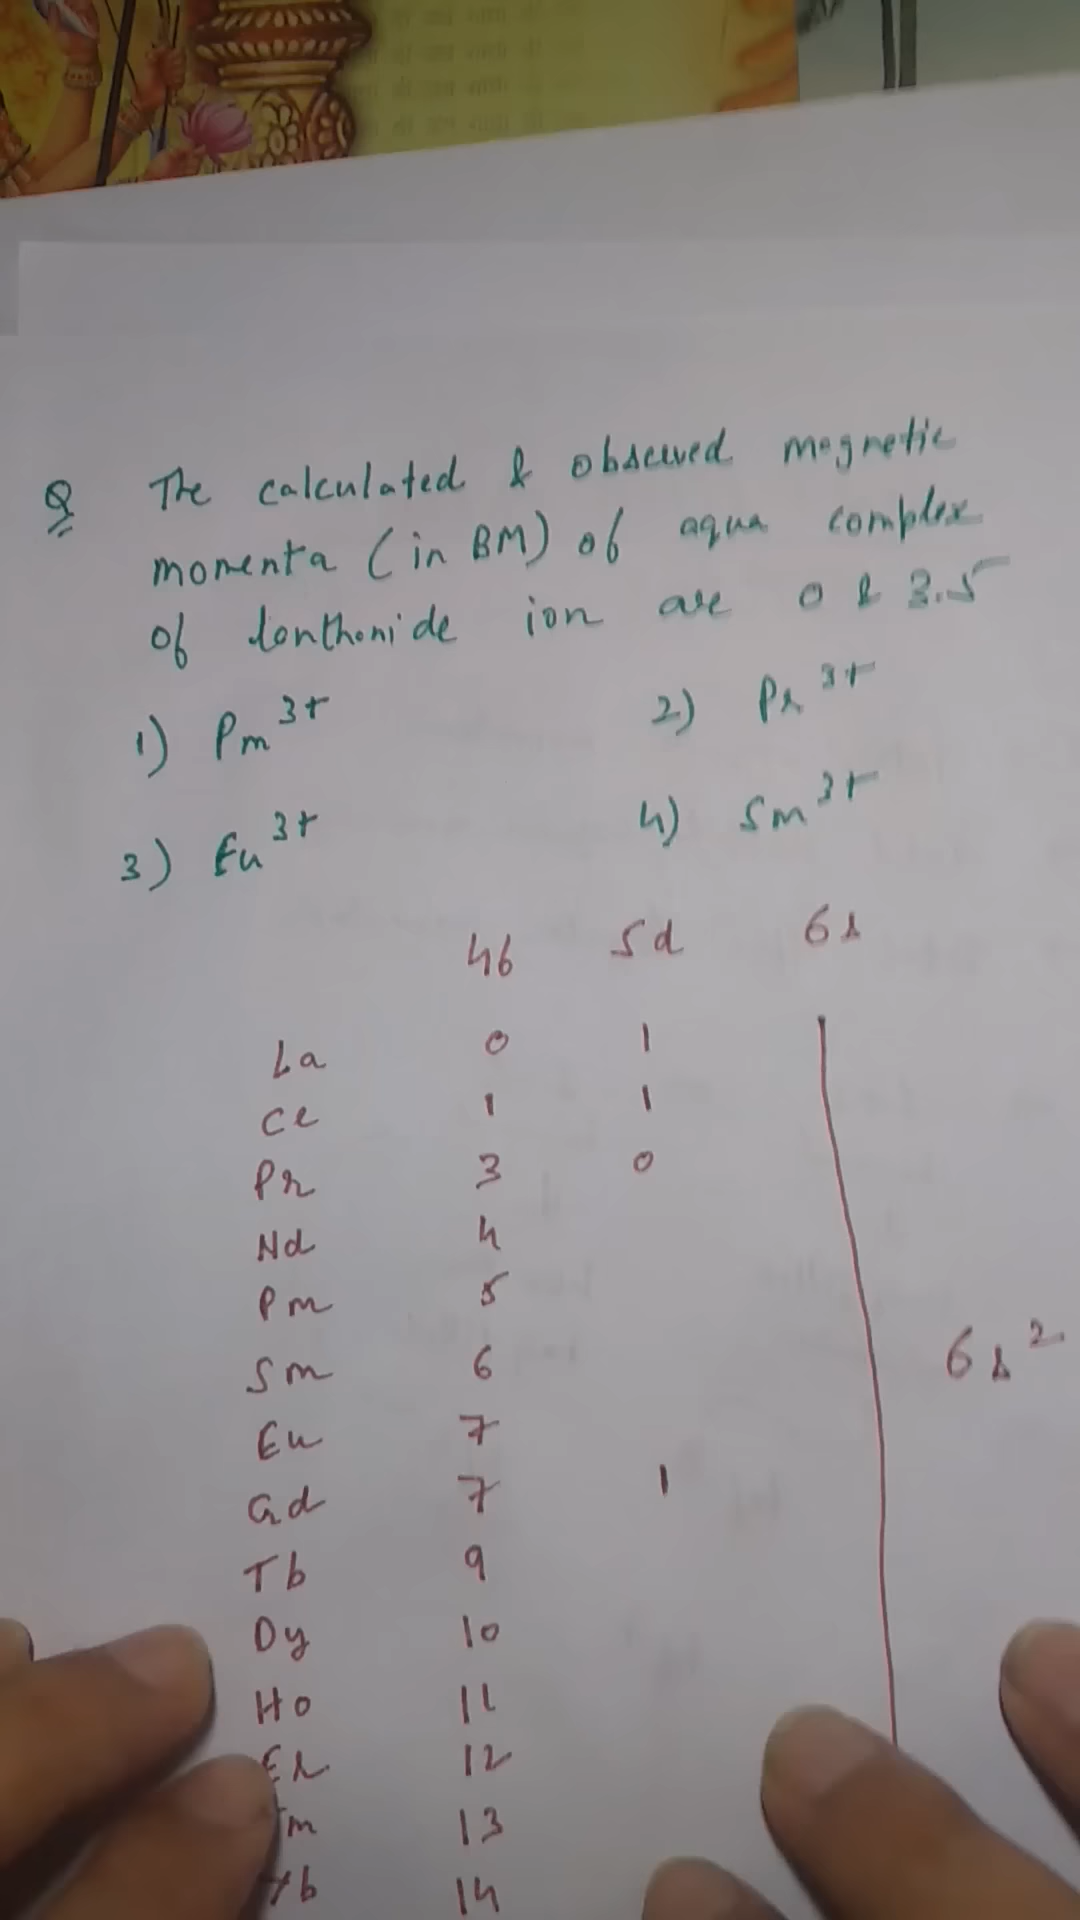 Q The calculated & observed magnetic
momenta (in BM) of aqua complex
of lanthanide ion are 0 & 3.5
1) Pm³⁺ 2) Pr³⁺
3) Eu³⁺ 4) Sm³⁺
4f 5d 6s
La 0 1
Ce 1 1
Pr 3 0
Nd 4
Pm 5
Sm 6 6s²
Eu 7
Gd 7 1
Tb 9
Dy 10
Ho 11
Er 12
Tm 13
Yb 14